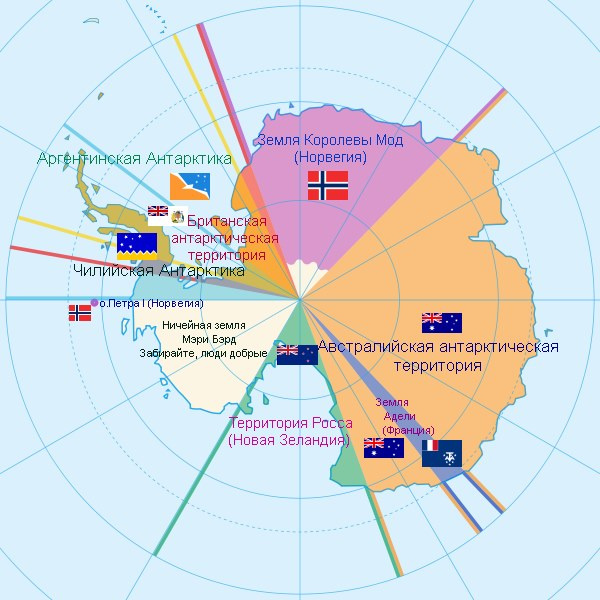 Земля Королевы Мод
(Норвегия)
Аргентинская Антарктика
Британская
антарктическая
территория
Чилийская Антарктика
о.Петра I (Норвегия)
Ничейная земля
Мэри Бэрд
Забирайте, люди добрые
Австралийская антарктическая
территория
Земля
Адели
(Франция)
Территория Росса
(Новая Зеландия)